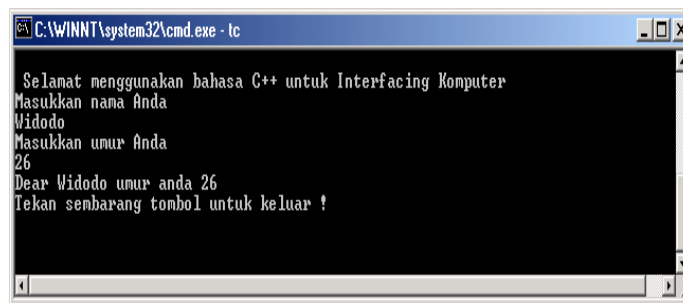 C:\WINNT\system32\cmd.exe - tc
Selamat menggunakan bahasa C++ untuk Interfacing Komputer
Masukkan nama Anda
Widodo
Masukkan umur Anda
26
Dear Widodo umur anda 26
Tekan sembarang tombol untuk keluar !